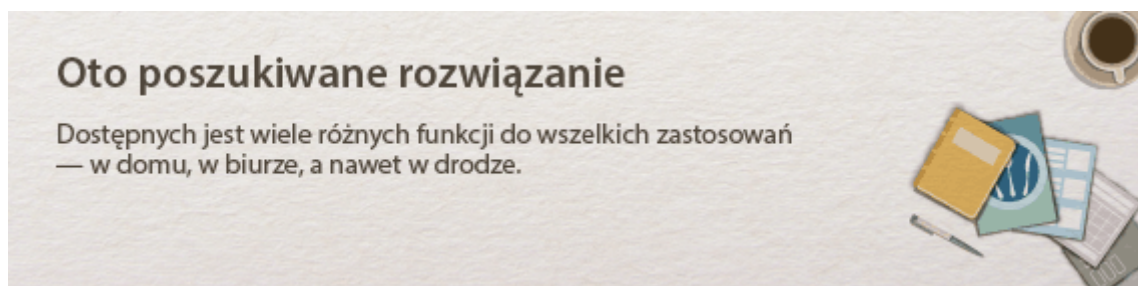 Oto poszukiwane rozwiązanie
Dostępnych jest wiele różnych funkcji do wszelkich zastosowań
— w domu, w biurze, a nawet w drodze.